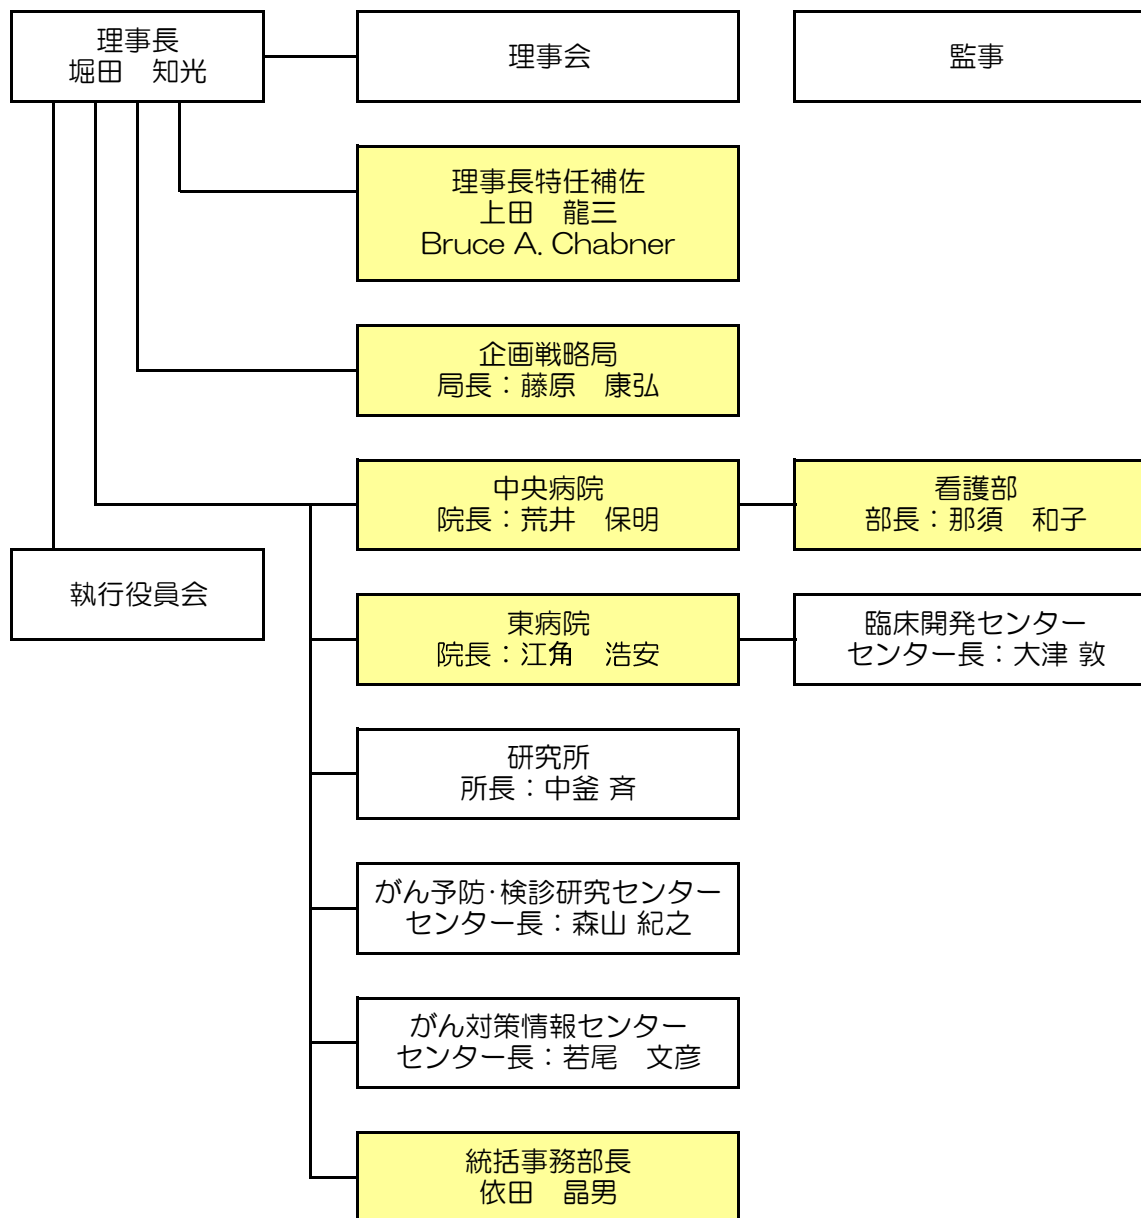 理事長
堀田　知光
理事会
監事
理事長特任補佐
上田　龍三
Bruce A. Chabner
企画戦略局
局長：藤原　康弘
中央病院
院長：荒井　保明
看護部
部長：那須　和子
執行役員会
東病院
院長：江角　浩安
臨床開発センター
センター長：大津 敦
研究所
所長：中釜 斉
がん予防・検診研究センター
センター長：森山 紀之
がん対策情報センター
センター長：若尾　文彦
統括事務部長
依田　晶男